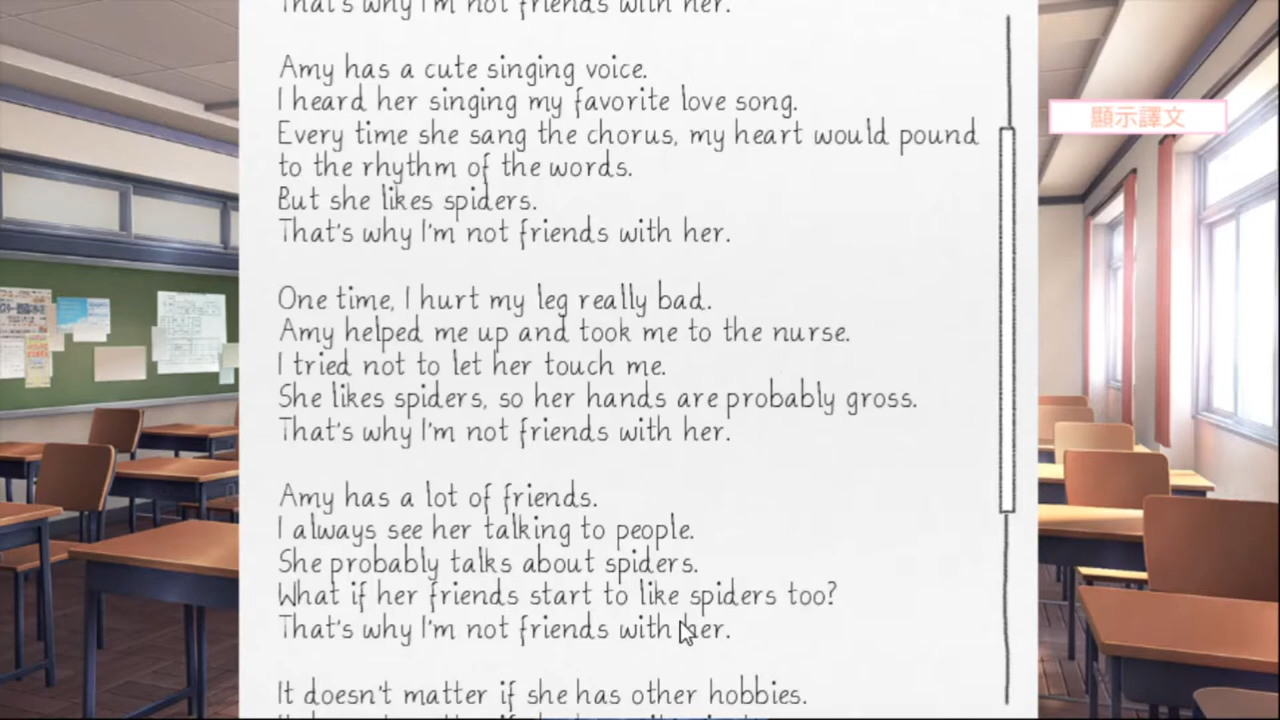 That's why I'm not friends with her.
Amy has a cute singing voice.
I heard her singing my favorite love song.
Every time she sang the chorus, my heart would pound
to the rhythm of the words.
But she likes spiders.
That's why I'm not friends with her.
One time, I hurt my leg really bad.
Amy helped me up and took me to the nurse.
I tried not to let her touch me.
She likes spiders, so her hands are probably gross.
That's why I'm not friends with her.
Amy has a lot of friends.
I always see her talking to people.
She probably talks about spiders.
What if her friends start to like spiders too?
That's why I'm not friends with her.
It doesn't matter if she has other hobbies.
顯示譯文